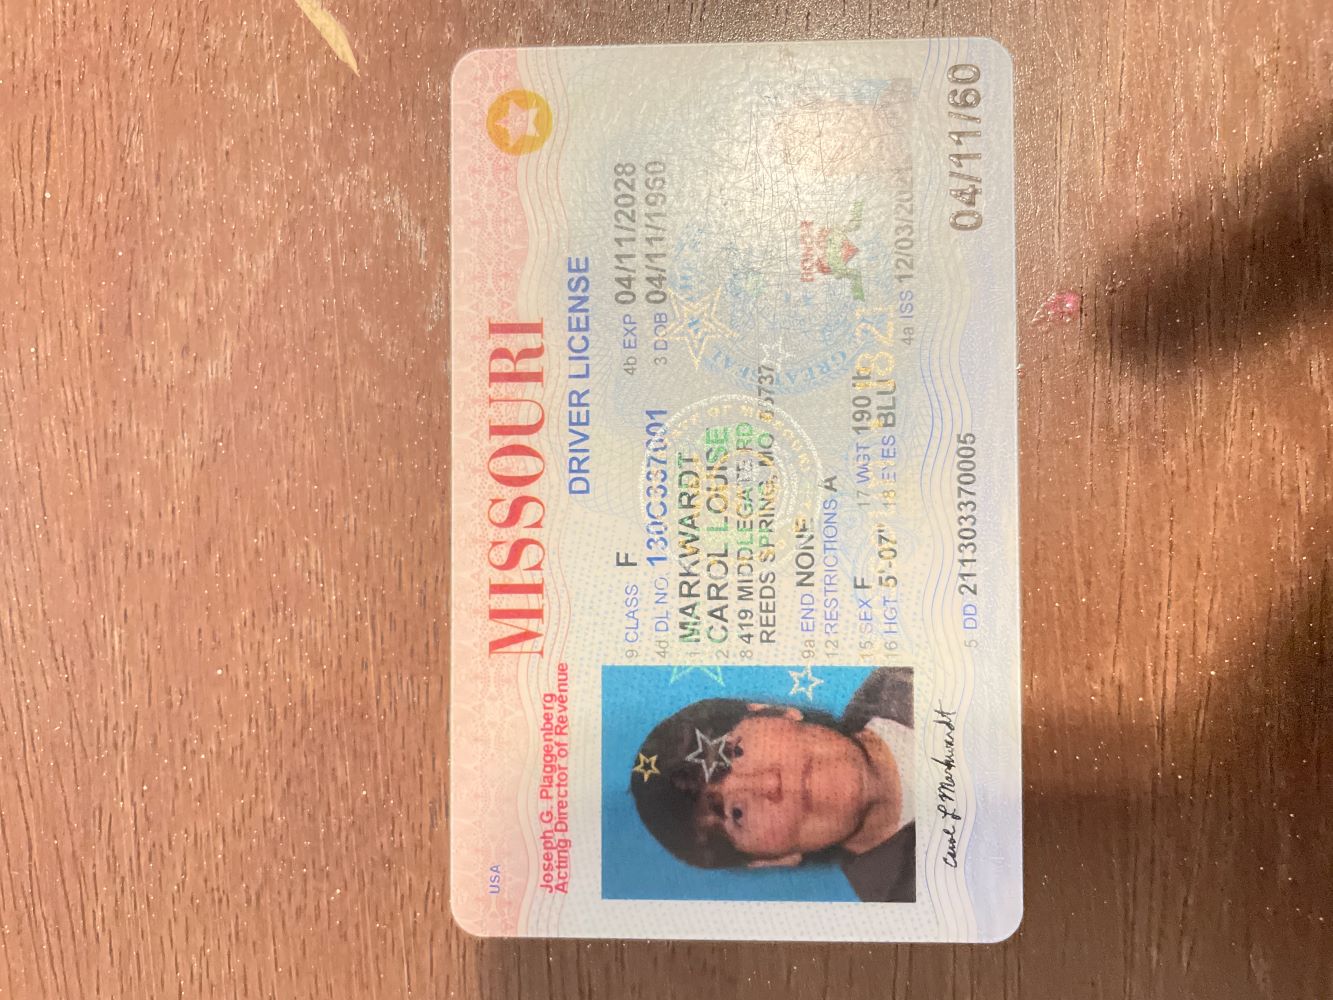 USA
MISSOURI
Joseph G. Plaggenberg
Acting Director of Revenue
DRIVER LICENSE
9 CLASS F
4b EXP 04/11/2028
4d DL NO. 130C337001
3 DOB 04/11/1960
1 MARKWARDT
2 CAROL LOUISE
8 419 MIDDLEGATE RD
REEDS SPRING, MO
9a END NONE
12 RESTRICTIONS A
DONOR
15 SEX F
17 WGT 190 lb
16 HGT 5'-07"
18 EYES BLU
1821
4a ISS 12/03/2021
Carol L Markwardt
5 DD 211303370005
04/11/60